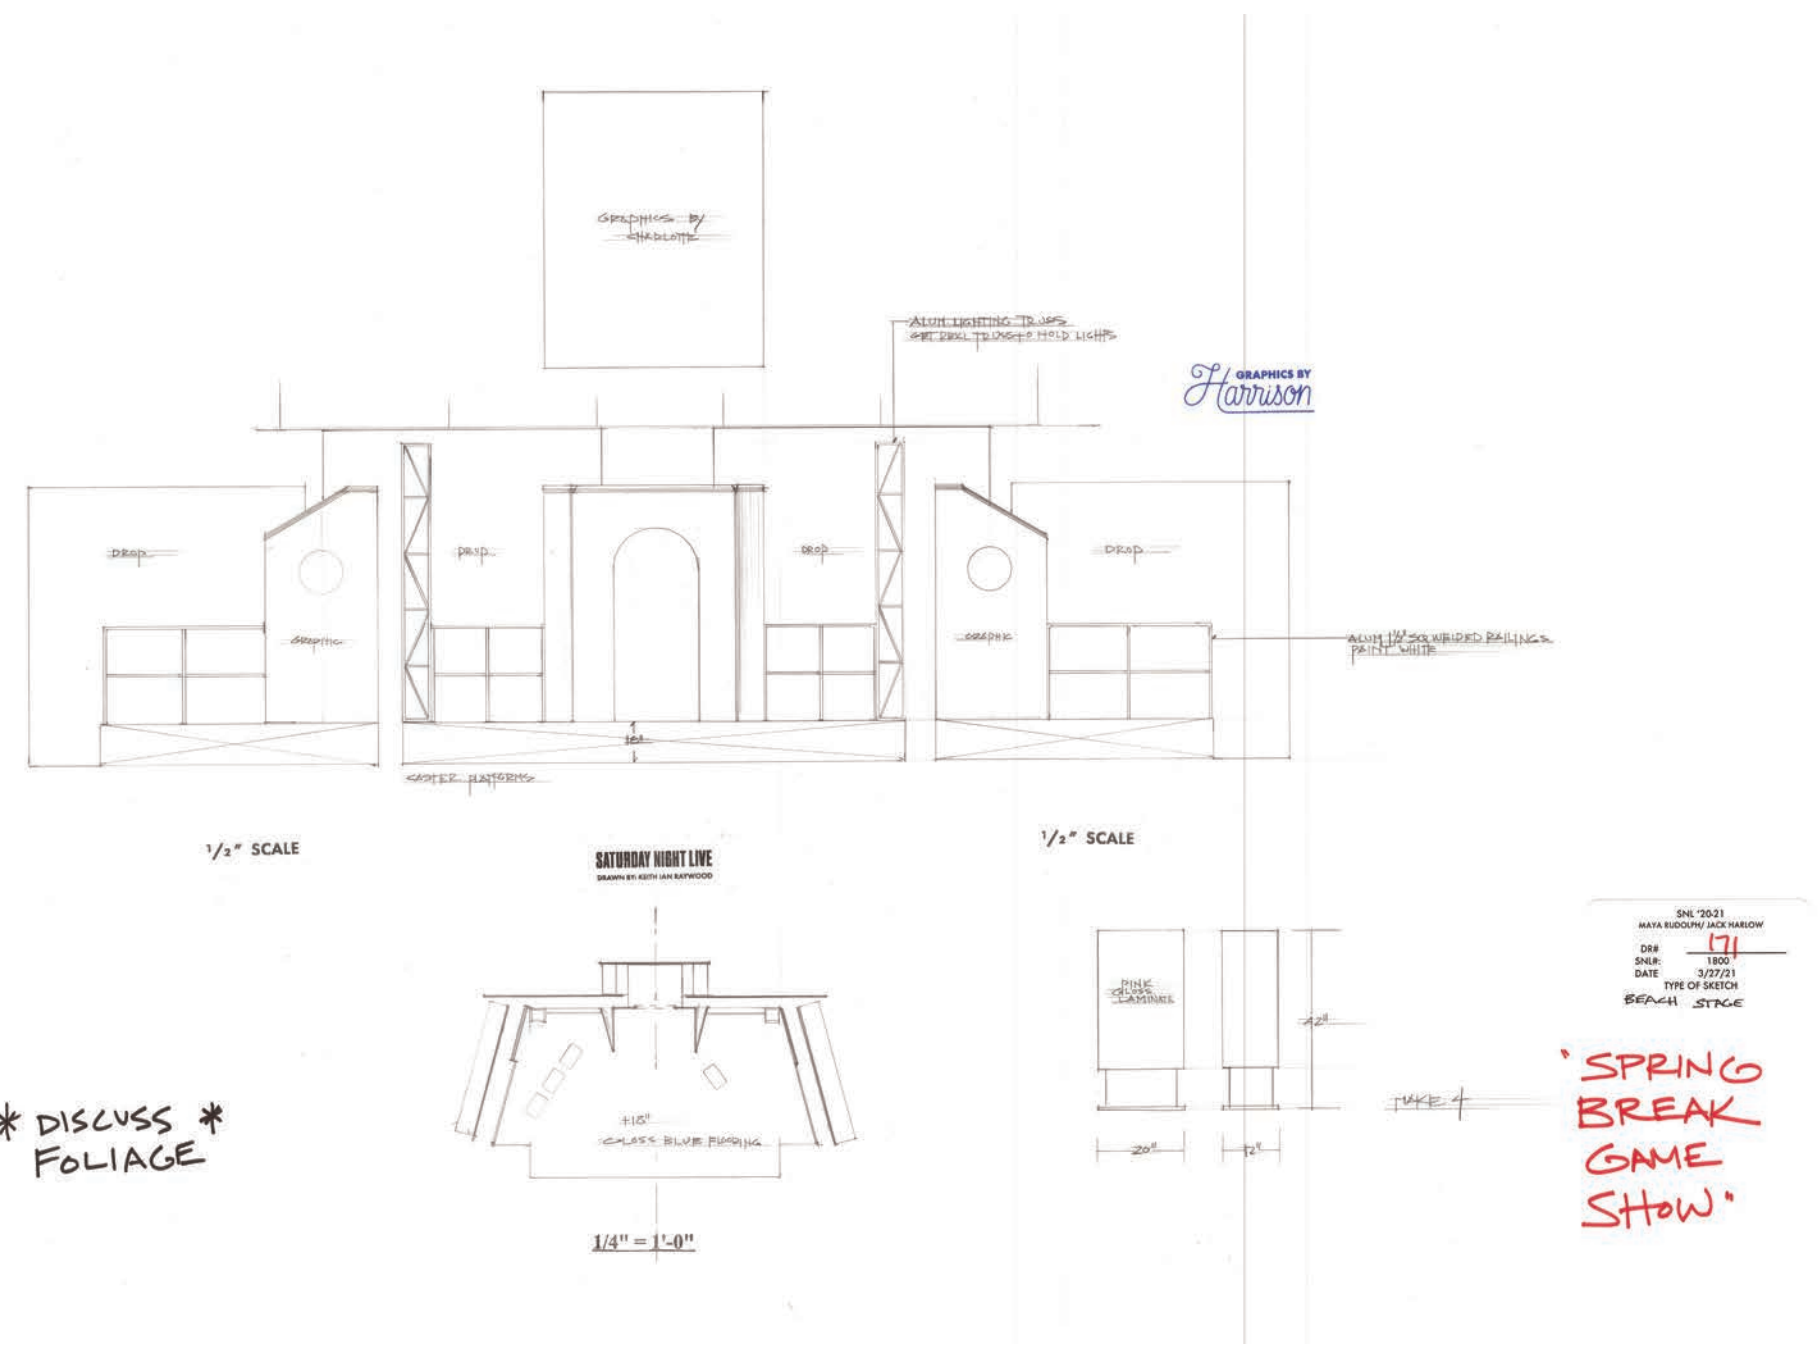 GRAPHICS BY
CHARLOTTE
ALUM LIGHTING TRUSS
GET REAL TRUSS TO HOLD LIGHTS
GRAPHICS BY
Harrison
DROP
DROP
DROP
DROP
GRAPHIC
GRAPHIC
ALUM 1½" SQ WELDED RAILINGS
PAINT WHITE
18"
CASTER PLATFORMS
1/2" SCALE
1/2" SCALE
SATURDAY NIGHT LIVE
DRAWN BY: KEITH IAN RAYWOOD
SNL '20-21
MAYA RUDOLPH/ JACK HARLOW
DR# 171
SNL#: 1800
DATE 3/27/21
TYPE OF SKETCH
BEACH STAGE
PINK
GLOSS
LAMINATE
42"
"SPRING
BREAK
GAME
SHOW"
MAKE 4
* DISCUSS *
FOLIAGE
+18"
GLOSS BLUE FLOORING
20"
12"
1/4" = 1'-0"